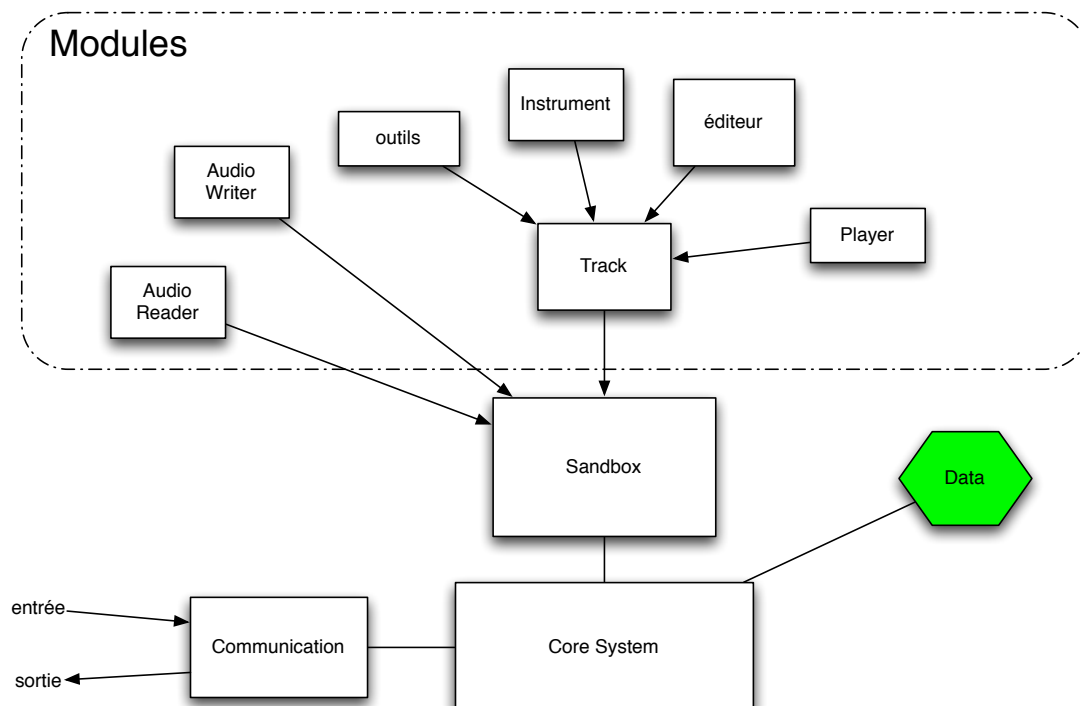 Modules
Instrument
éditeur
outils
Audio
Writer
Player
Track
Audio
Reader
Sandbox
Data
entrée
Communication
Core System
sortie